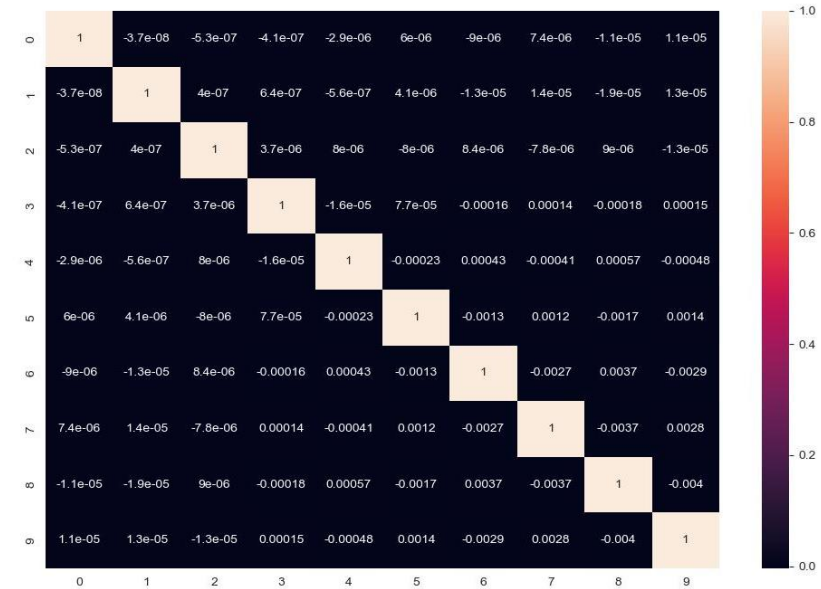 0 1 -3.7e-08 -5.3e-07 -4.1e-07 -2.9e-06 6e-06 -9e-06 7.4e-06 -1.1e-05 1.1e-05
1 -3.7e-08 1 4e-07 6.4e-07 -5.6e-07 4.1e-06 -1.3e-05 1.4e-05 -1.9e-05 1.3e-05
2 -5.3e-07 4e-07 1 3.7e-06 8e-06 -8e-06 8.4e-06 -7.8e-06 9e-06 -1.3e-05
3 -4.1e-07 6.4e-07 3.7e-06 1 -1.6e-05 7.7e-05 -0.00016 0.00014 -0.00018 0.00015
4 -2.9e-06 -5.6e-07 8e-06 -1.6e-05 1 -0.00023 0.00043 -0.00041 0.00057 -0.00048
5 6e-06 4.1e-06 -8e-06 7.7e-05 -0.00023 1 -0.0013 0.0012 -0.0017 0.0014
6 -9e-06 -1.3e-05 8.4e-06 -0.00016 0.00043 -0.0013 1 -0.0027 0.0037 -0.0029
7 7.4e-06 1.4e-05 -7.8e-06 0.00014 -0.00041 0.0012 -0.0027 1 -0.0037 0.0028
8 -1.1e-05 -1.9e-05 9e-06 -0.00018 0.00057 -0.0017 0.0037 -0.0037 1 -0.004
9 1.1e-05 1.3e-05 -1.3e-05 0.00015 -0.00048 0.0014 -0.0029 0.0028 -0.004 1
0 1 2 3 4 5 6 7 8 9
1.0
0.8
0.6
0.4
0.2
0.0